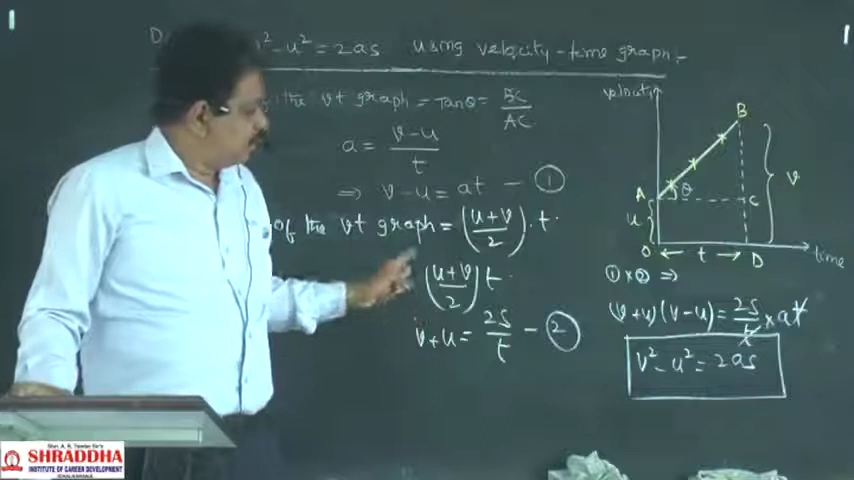 v²-u²=2as using velocity-time graph:-
the vt graph = Tanθ = BC/AC
a = v-u/t
⇒ v-u = at - ①
of the vt graph = (u+v/2).t.
(u+v/2)t.
v+u = 2s/t - ②
velocity
B
A
θ
C
v
u
O
t
D
time
①×② ⇒
(v+u)(v-u) = 2s/t × at
v²-u² = 2as
SHRADDHA
INSTITUTE OF CAREER DEVELOPMENT